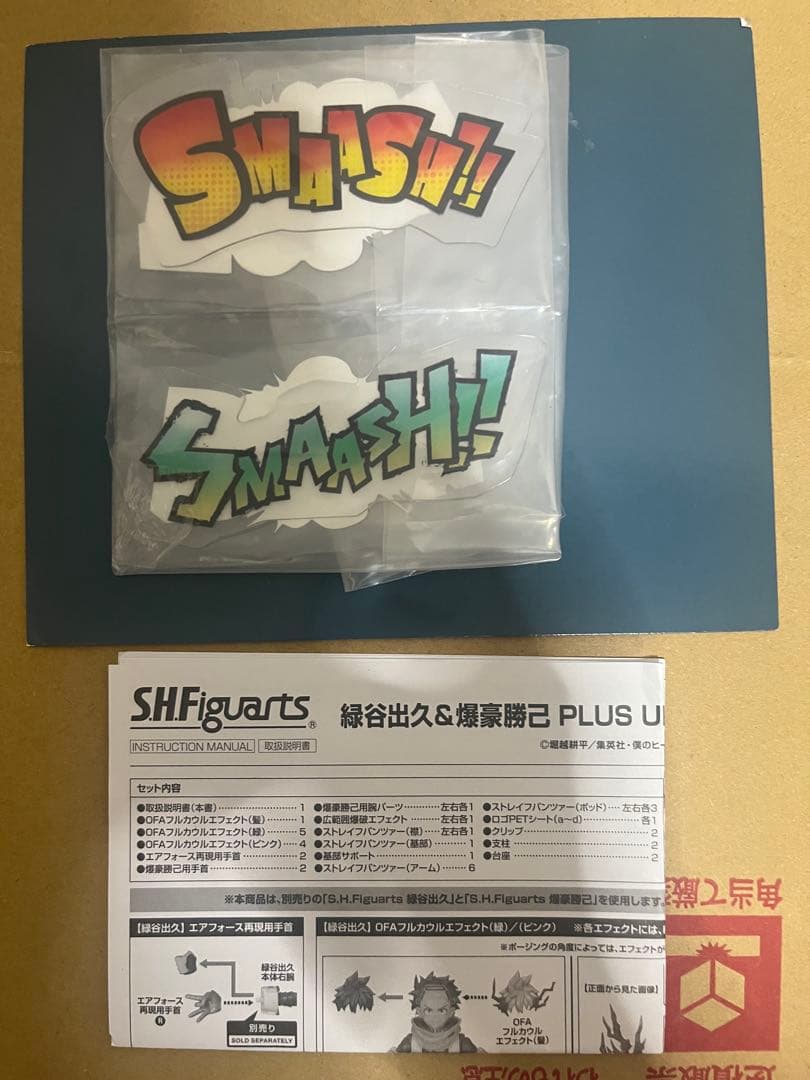 SMAASH!!
SMAASH!!
S.H.Figuarts®
緑谷出久&爆豪勝己 PLUS U
INSTRUCTION MANUAL 取扱説明書
©堀越耕平／集英社・僕のヒー
セット内容
●取扱説明書(本書) 1
●OFAフルカウルエフェクト(髪) 1
●OFAフルカウルエフェクト(緑) 5
●OFAフルカウルエフェクト(ピンク) 4
●エアフォース再現用手首 2
●爆豪勝己用手首 2
●爆豪勝己用腕パーツ 左右各1
●広範囲爆破エフェクト 左右各1
●ストレイフパンツァー(襟) 左右各1
●ストレイフパンツァー(基部) 1
●基部サポート 1
●ストレイフパンツァー(アーム) 6
●ストレイフパンツァー(ポッド) 左右各3
●ロゴPETシート(a〜d) 各1
●クリップ 2
●支柱 2
●台座 2
※本商品は、別売りの「S.H.Figuarts 緑谷出久」と「S.H.Figuarts 爆豪勝己」を使用します
【緑谷出久】エアフォース再現用手首
緑谷出久
本体右腕
エアフォース
再現用手首
R
別売り
SOLD SEPARATELY
【緑谷出久】OFAフルカウルエフェクト(緑)／(ピンク) ※各エフェクトには、
※ポージングの角度によっては、エフェクトが
OFA
フルカウル
エフェクト(髪)
【正面から見た画像】
角当て厳